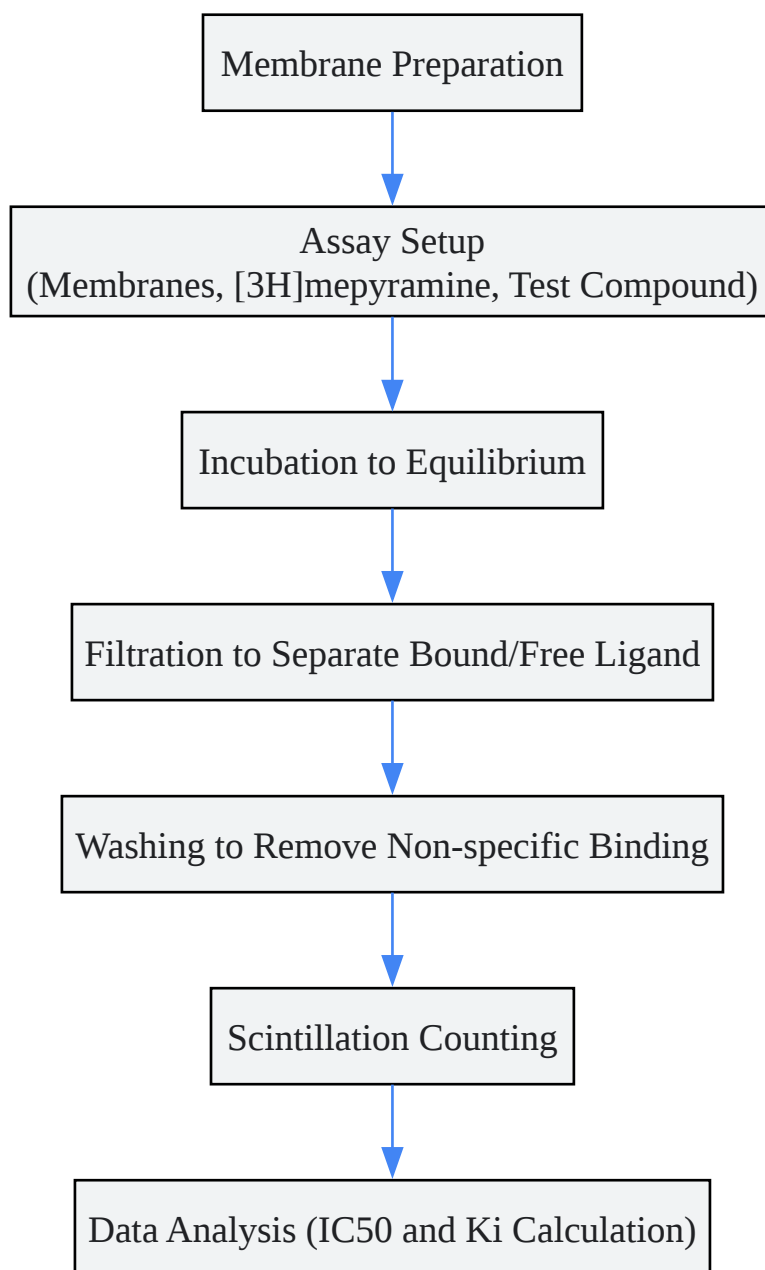 Membrane Preparation
Assay Setup
(Membranes, [3H]mepyramine, Test Compound)
Incubation to Equilibrium
Filtration to Separate Bound/Free Ligand
Washing to Remove Non-specific Binding
Scintillation Counting
Data Analysis (IC50 and Ki Calculation)